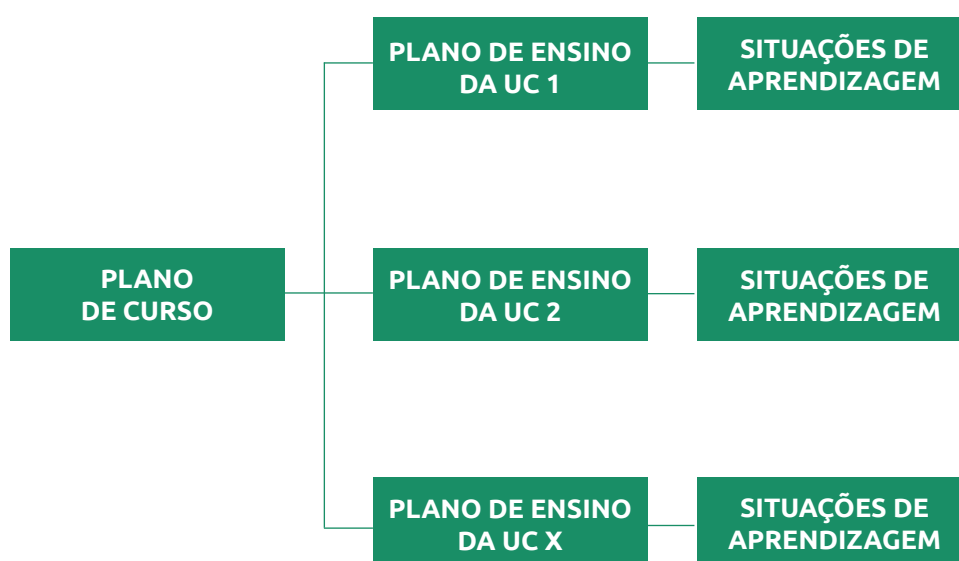 PLANO DE ENSINO
DA UC 1
SITUAÇÕES DE
APRENDIZAGEM
PLANO
DE CURSO
PLANO DE ENSINO
DA UC 2
SITUAÇÕES DE
APRENDIZAGEM
PLANO DE ENSINO
DA UC X
SITUAÇÕES DE
APRENDIZAGEM